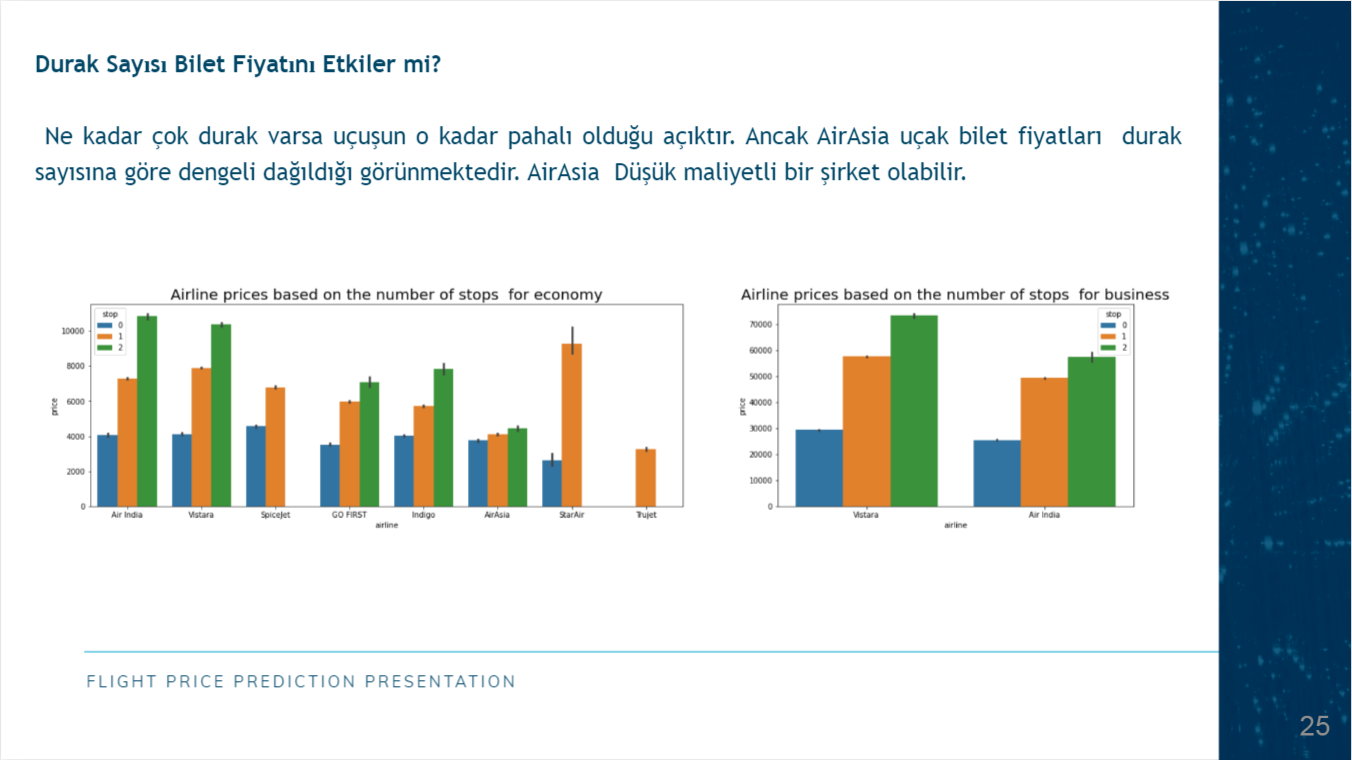 Durak Sayısı Bilet Fiyatını Etkiler mi?
Ne kadar çok durak varsa uçuşun o kadar pahalı olduğu açıktır. Ancak AirAsia uçak bilet fiyatları durak
sayısına göre dengeli dağıldığı görünmektedir. AirAsia Düşük maliyetli bir şirket olabilir.
Airline prices based on the number of stops for economy
stop
0
1
2
10000
8000
6000
4000
2000
0
price
Air India Vistara SpiceJet GO FIRST Indigo AirAsia StarAir Trujet
airline
Airline prices based on the number of stops for business
stop
0
1
2
70000
60000
50000
40000
30000
20000
10000
0
price
Vistara Air India
airline
FLIGHT PRICE PREDICTION PRESENTATION
25